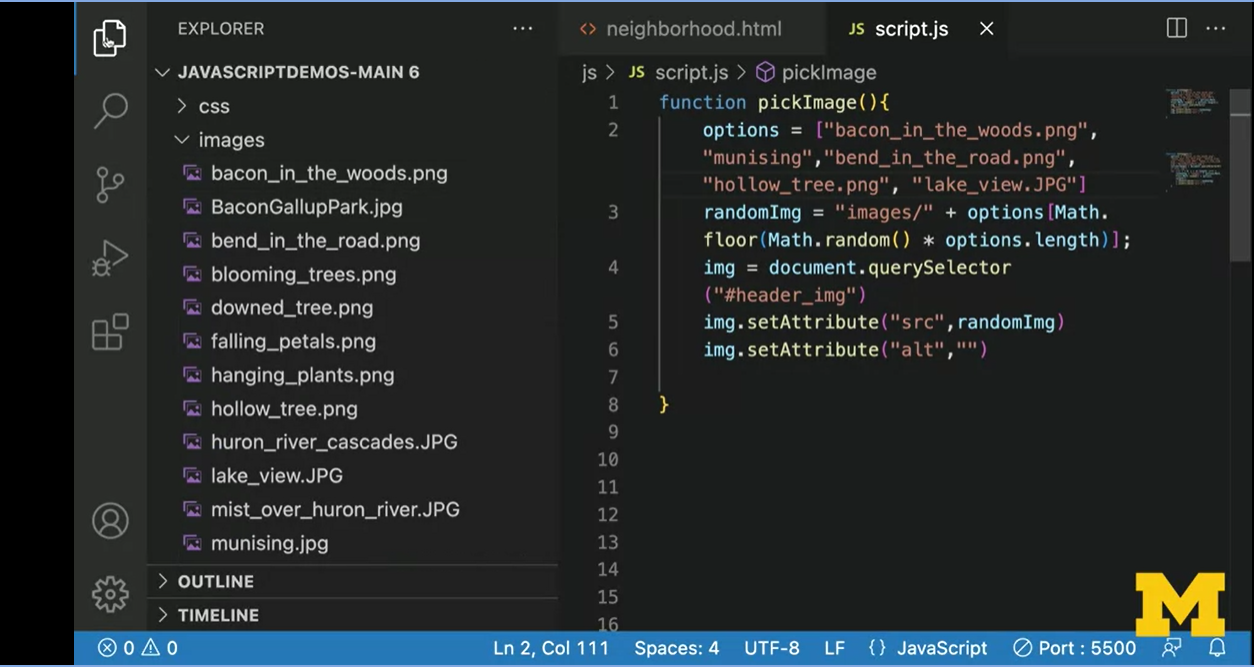 EXPLORER
JAVASCRIPTDEMOS-MAIN 6
css
images
bacon_in_the_woods.png
BaconGallupPark.jpg
bend_in_the_road.png
blooming_trees.png
downed_tree.png
falling_petals.png
hanging_plants.png
hollow_tree.png
huron_river_cascades.JPG
lake_view.JPG
mist_over_huron_river.JPG
munising.jpg
OUTLINE
TIMELINE
<> neighborhood.html
JS script.js
js > JS script.js > pickImage
1 function pickImage(){
2 options = ["bacon_in_the_woods.png",
"munising","bend_in_the_road.png",
"hollow_tree.png", "lake_view.JPG"]
3 randomImg = "images/" + options[Math.
floor(Math.random() * options.length)];
4 img = document.querySelector
("#header_img")
5 img.setAttribute("src",randomImg)
6 img.setAttribute("alt","")
7
8 }
9
10
11
12
13
14
15
16
M
0 0 Ln 2, Col 111 Spaces: 4 UTF-8 LF {} JavaScript Port : 5500